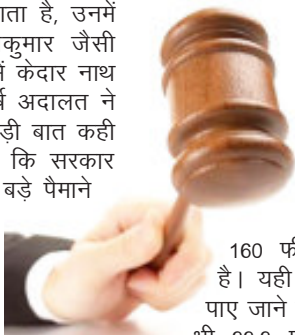 ाता है, उनमें
कुमार जैसी
में केदार नाथ
र्ष अदालत ने
ड़ी बात कही
कि सरकार
बड़े पैमाने
160 फी
है। यही
पाए जाने